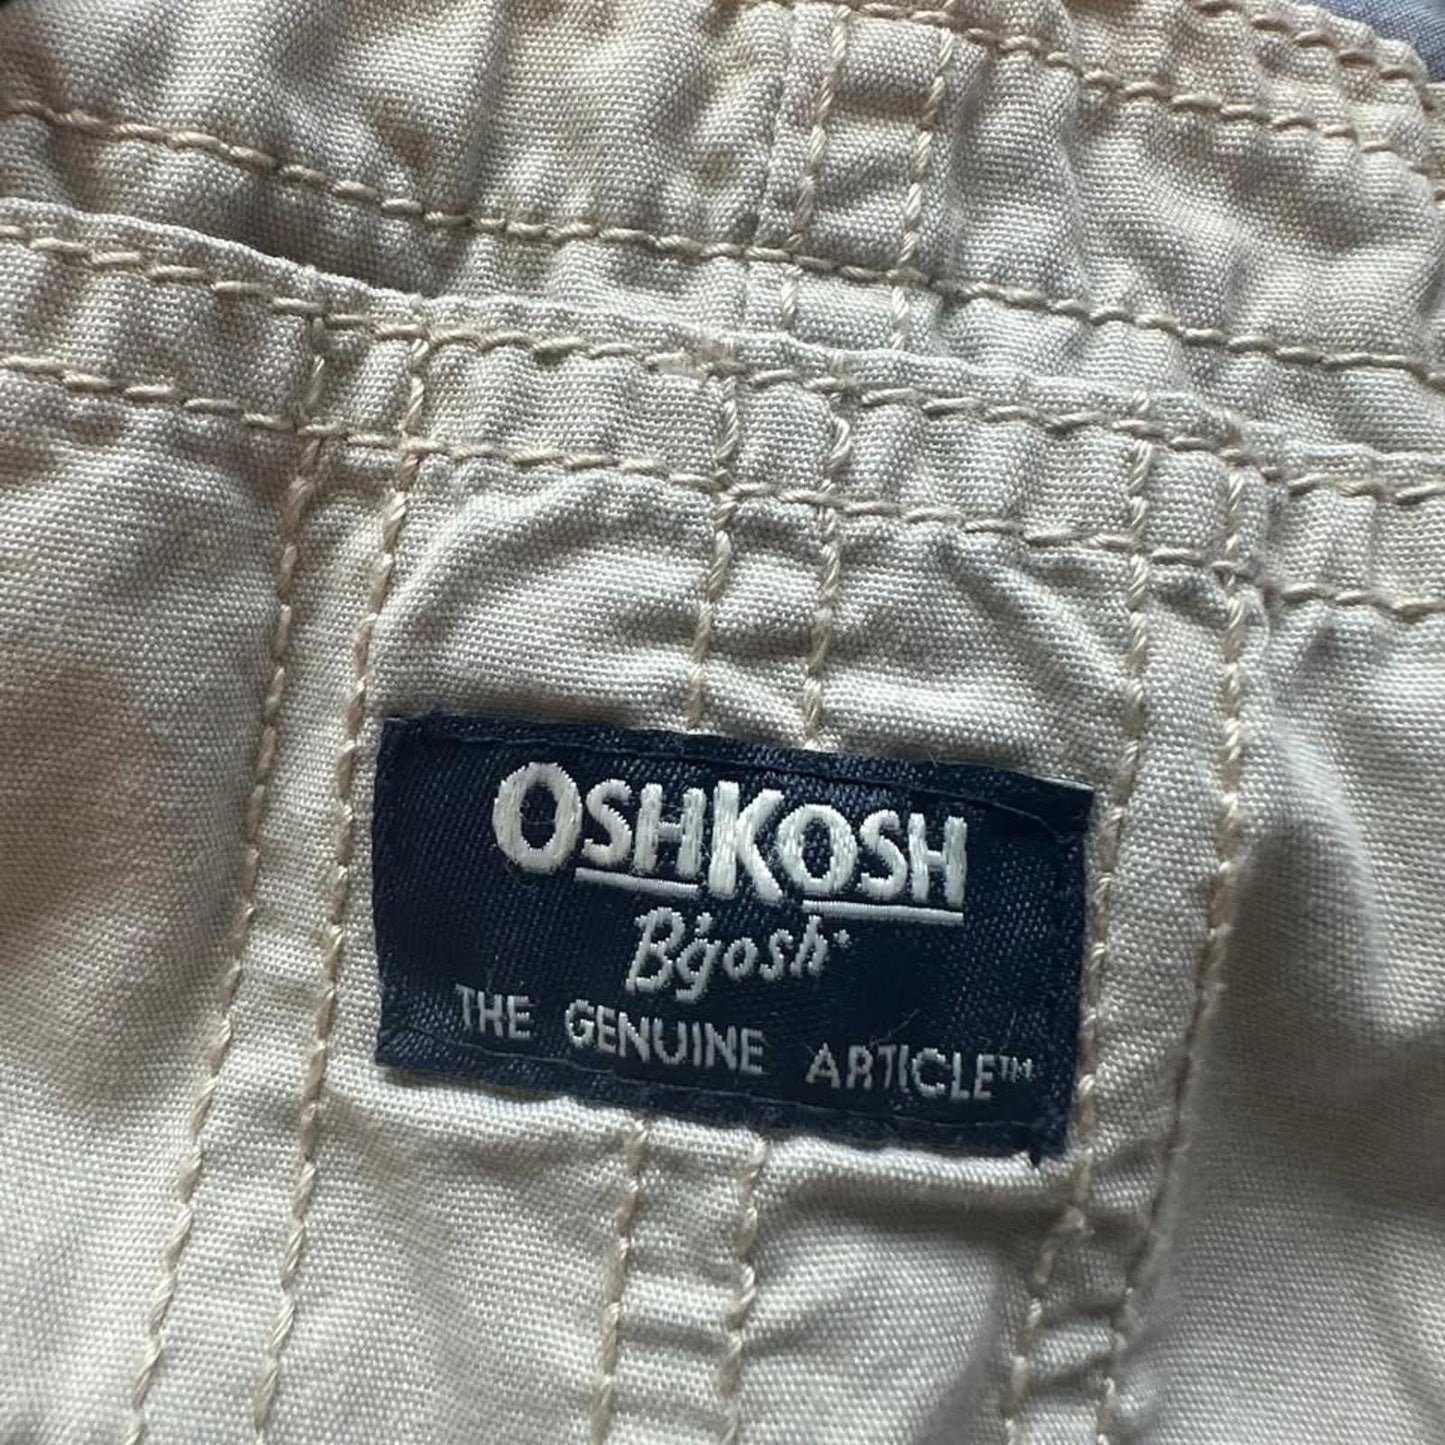 OSHKOSH
B'gosh®
THE GENUINE ARTICLE™